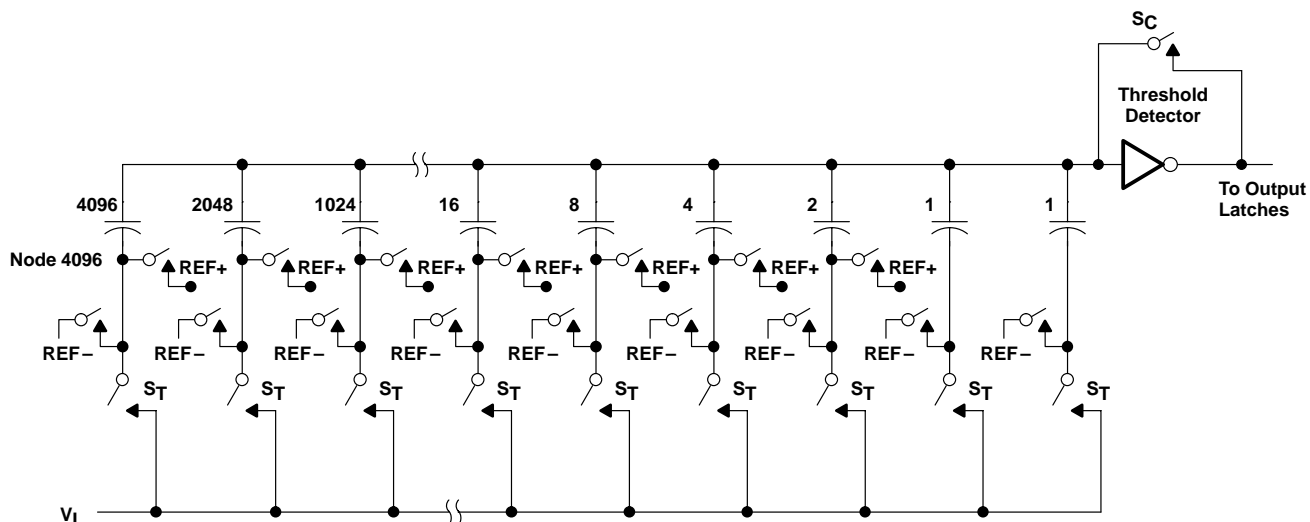 SC
Threshold
Detector
To Output
Latches
4096 2048 1024 16 8 4 2 1 1
Node 4096 REF+ REF+ REF+ REF+ REF+ REF+ REF+
REF− REF− REF− REF− REF− REF− REF− REF− REF−
ST ST ST ST ST ST ST ST ST
VI